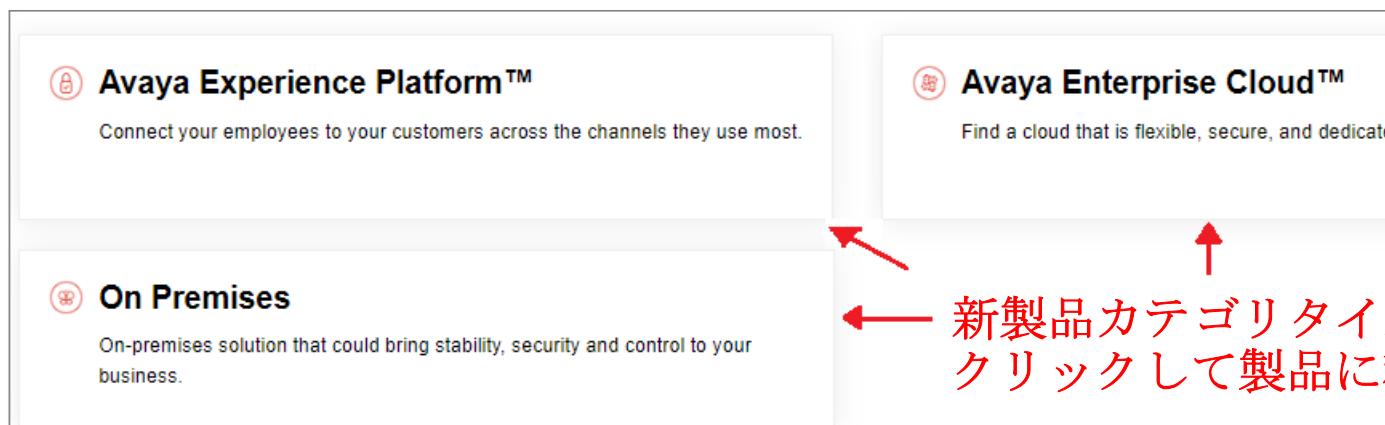 Avaya Experience Platform™
Connect your employees to your customers across the channels they use most.
Avaya Enterprise Cloud™
Find a cloud that is flexible, secure, and
On Premises
On-premises solution that could bring stability, security and control to your
business.
新製品カテゴリタイ
クリックして製品に